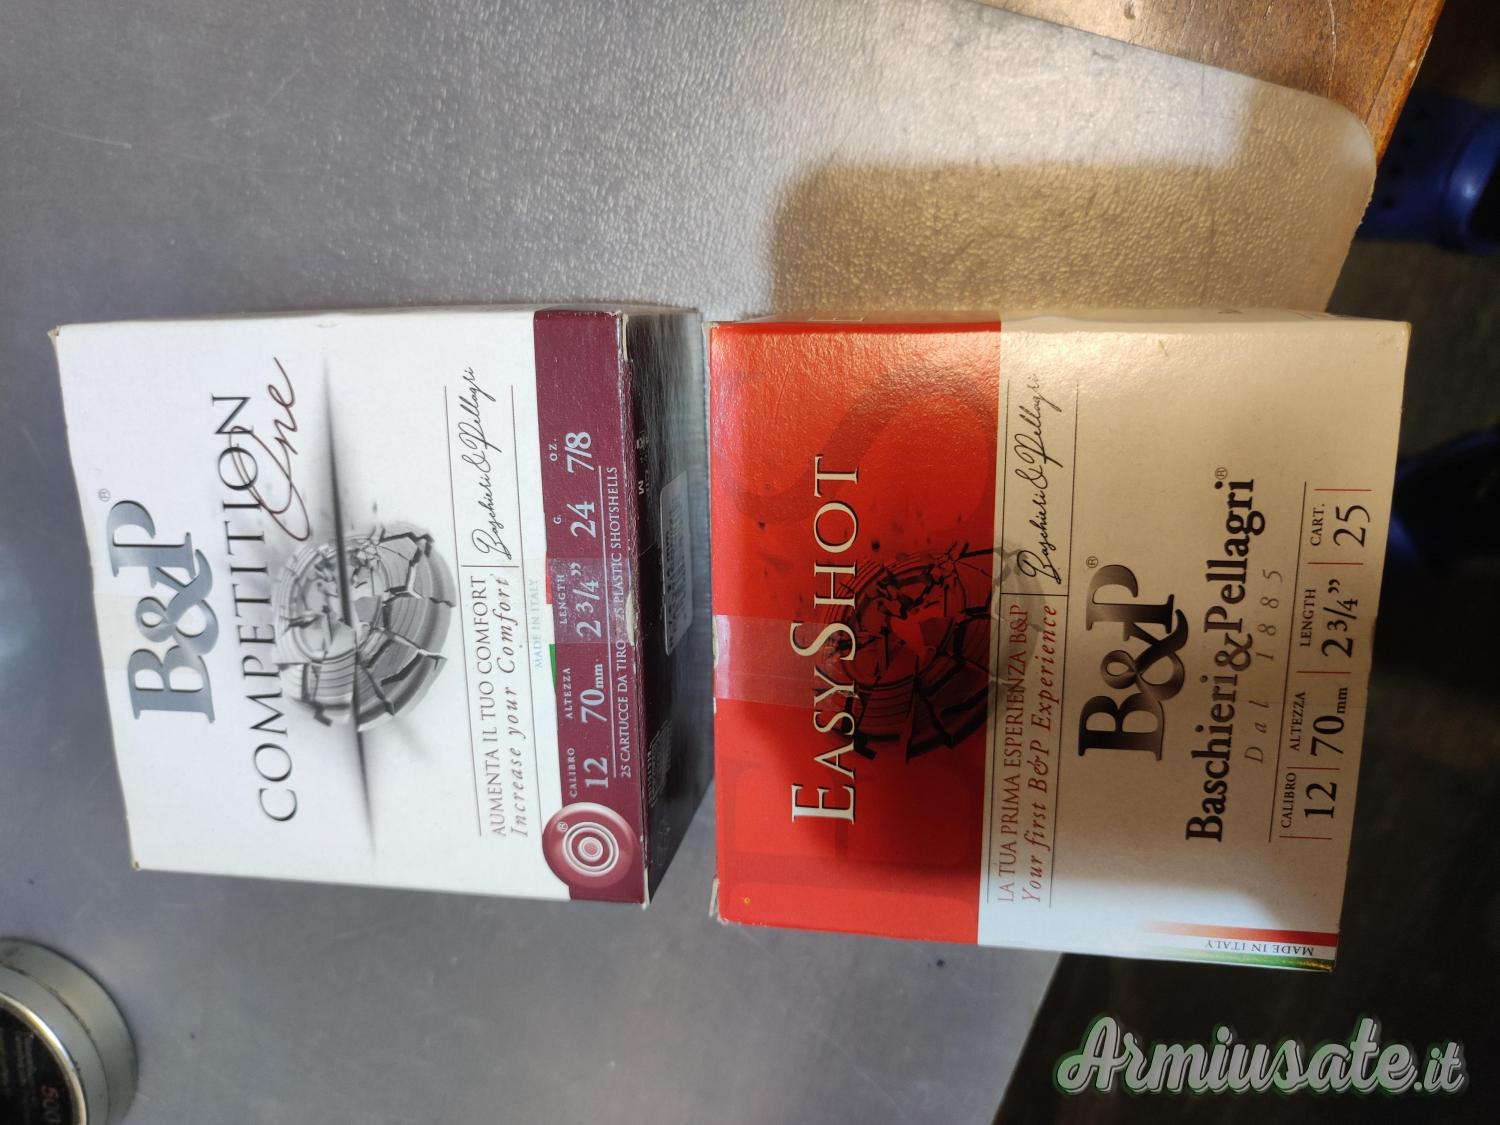 B&P®
COMPETITION
One
AUMENTA IL TUO COMFORT
Increase your Comfort
Baschieri & Pellagri
MADE IN ITALY
CALIBRO ALTEZZA LENGTH G. OZ.
12 70mm 2 3/4” 24 7/8
25 CARTUCCE DA TIRO - 25 PLASTIC SHOTSHELLS
EASYSHOT
LA TUA PRIMA ESPERIENZA B&P
Your first B&P Experience
Baschieri & Pellagri
B&P®
Baschieri&Pellagri®
Dal 1885
CALIBRO ALTEZZA LENGTH CART.
12 70mm 2 3/4” 25
MADE IN ITALY
500
Armiusate.it